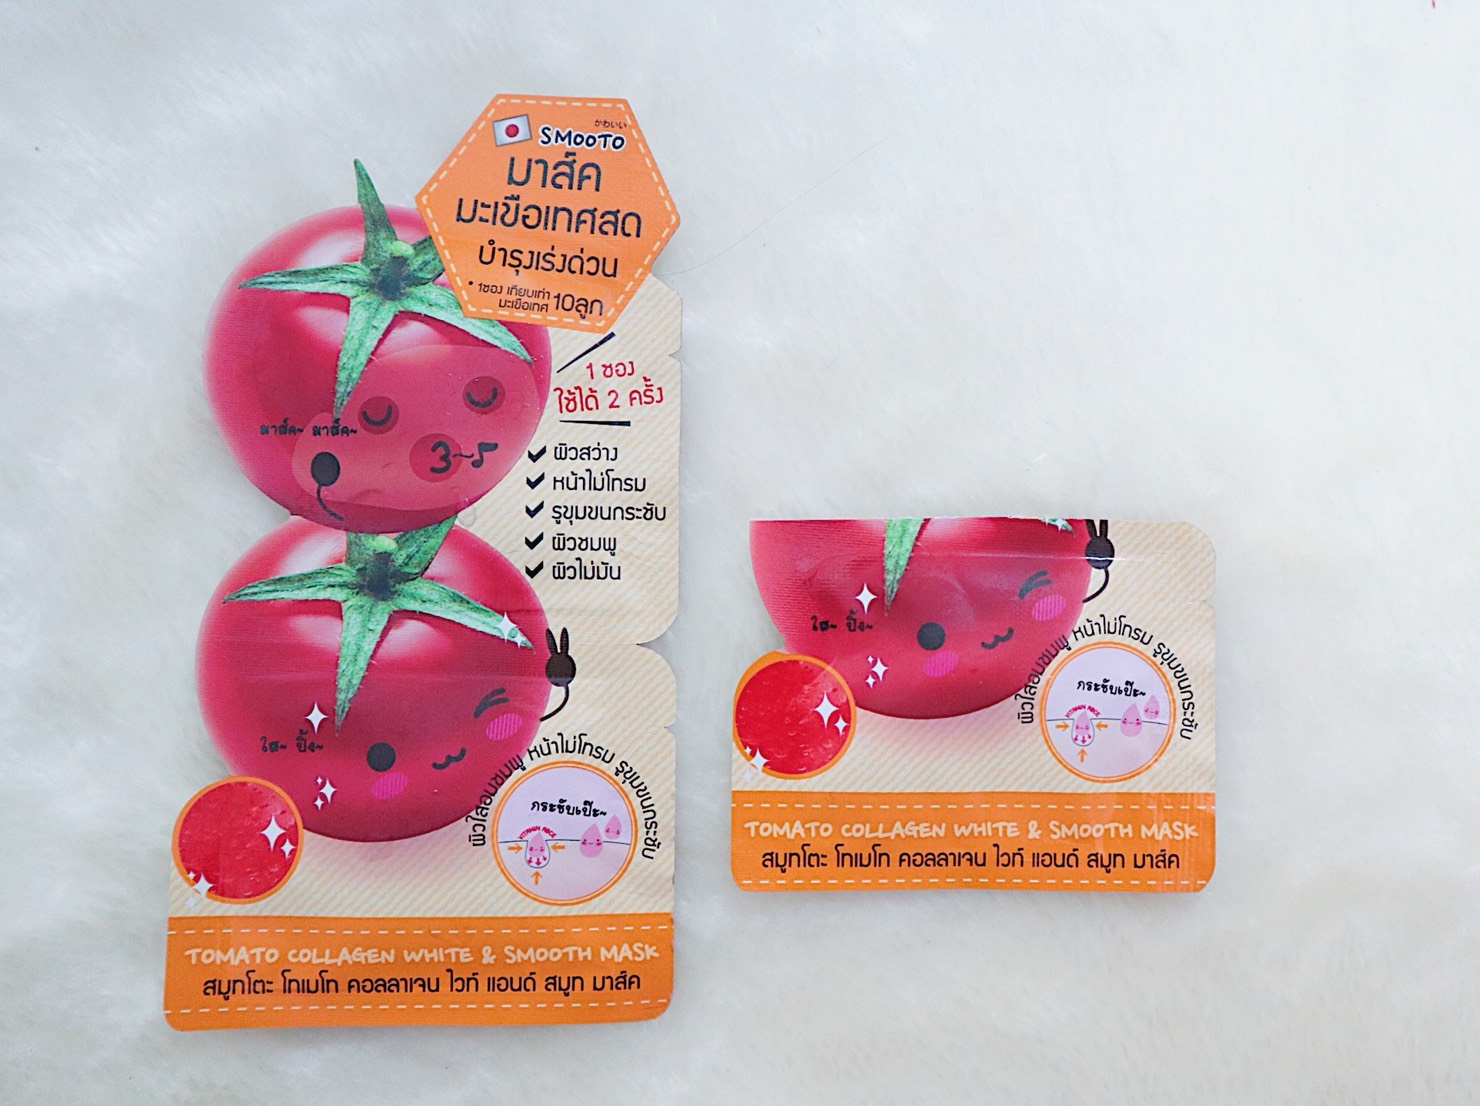 かわいい
SMOOTO
มาส์ค
มะเขือเทศสด
บำรุงเร่งด่วน
* 1ซอง เทียบเท่า
มะเขือเทศ 10ลูก
1 ซอง
ใช้ได้ 2 ครั้ง
มาส์ค~ มาส์ค~
3~♪
ผิวสว่าง
หน้าไม่โทรม
รูขุมขนกระชับ
ผิวชมพู
ผิวไม่มัน
ใส~ ปิ้ง~
ผิวใสอมชมพู หน้าไม่โทรม รูขุมขนกระชับ
กระชับเป๊ะ~
VITAMIN ABCE
TOMATO COLLAGEN WHITE & SMOOTH MASK
สมูทโตะ โทเมโท คอลลาเจน ไวท์ แอนด์ สมูท มาส์ค
ใส~ ปิ้ง~
ผิวใสอมชมพู หน้าไม่โทรม รูขุมขนกระชับ
กระชับเป๊ะ~
VITAMIN ABCE
TOMATO COLLAGEN WHITE & SMOOTH MASK
สมูทโตะ โทเมโท คอลลาเจน ไวท์ แอนด์ สมูท มาส์ค